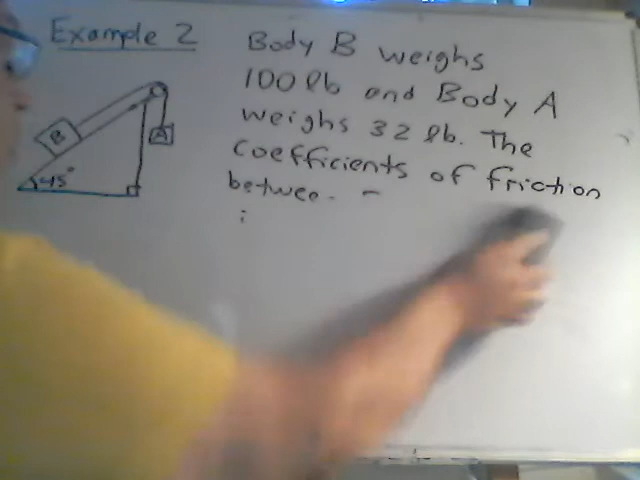 Example 2
Body B weighs
100 lb and Body A
weighs 32 lb. The
coefficients of friction
B
A
45°